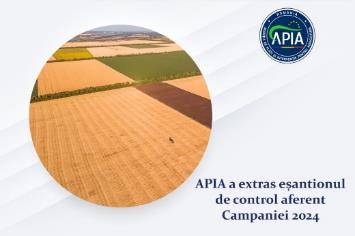 APIA
APIA a extras eșantionul
de control aferent
Campaniei 2024